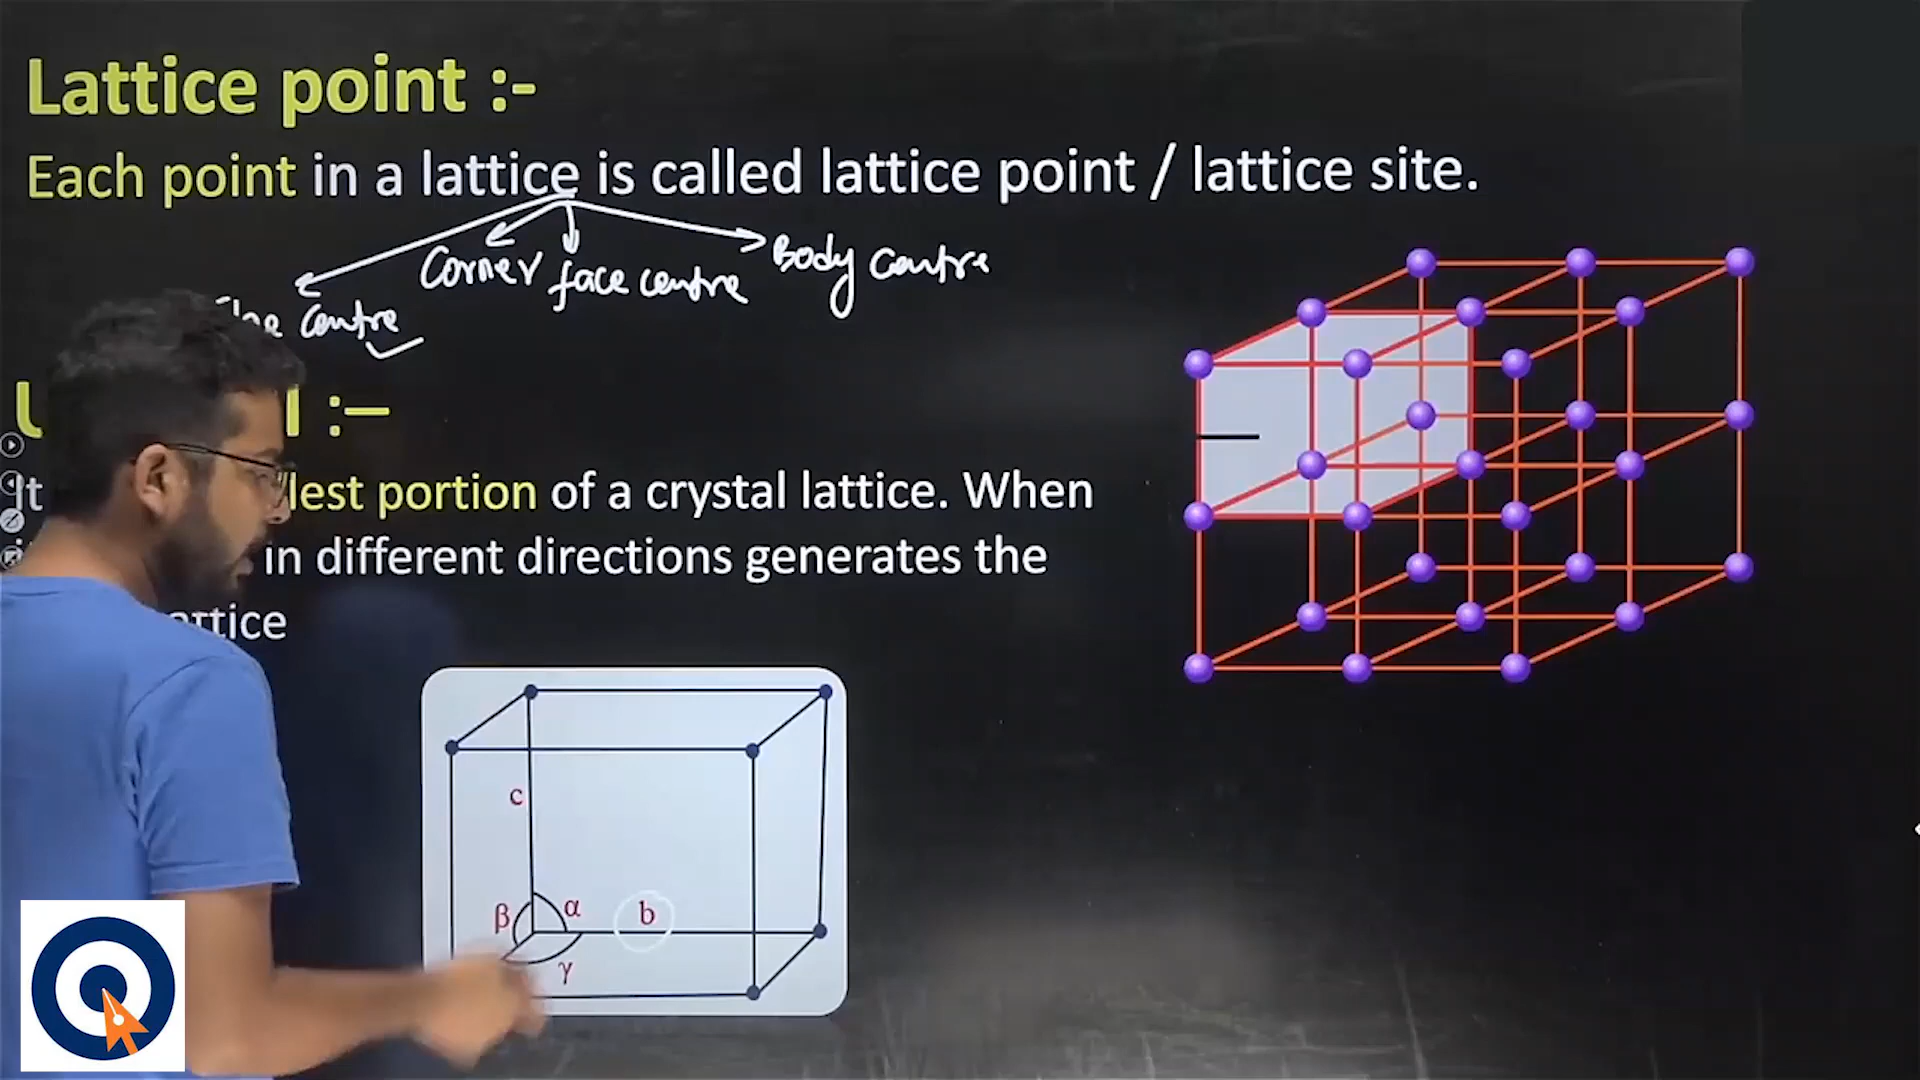 Lattice point :-
Each point in a lattice is called lattice point / lattice site.
Corner face centre Body centre
centre
:–
lest portion of a crystal lattice. When
in different directions generates the
c
β α b
γ